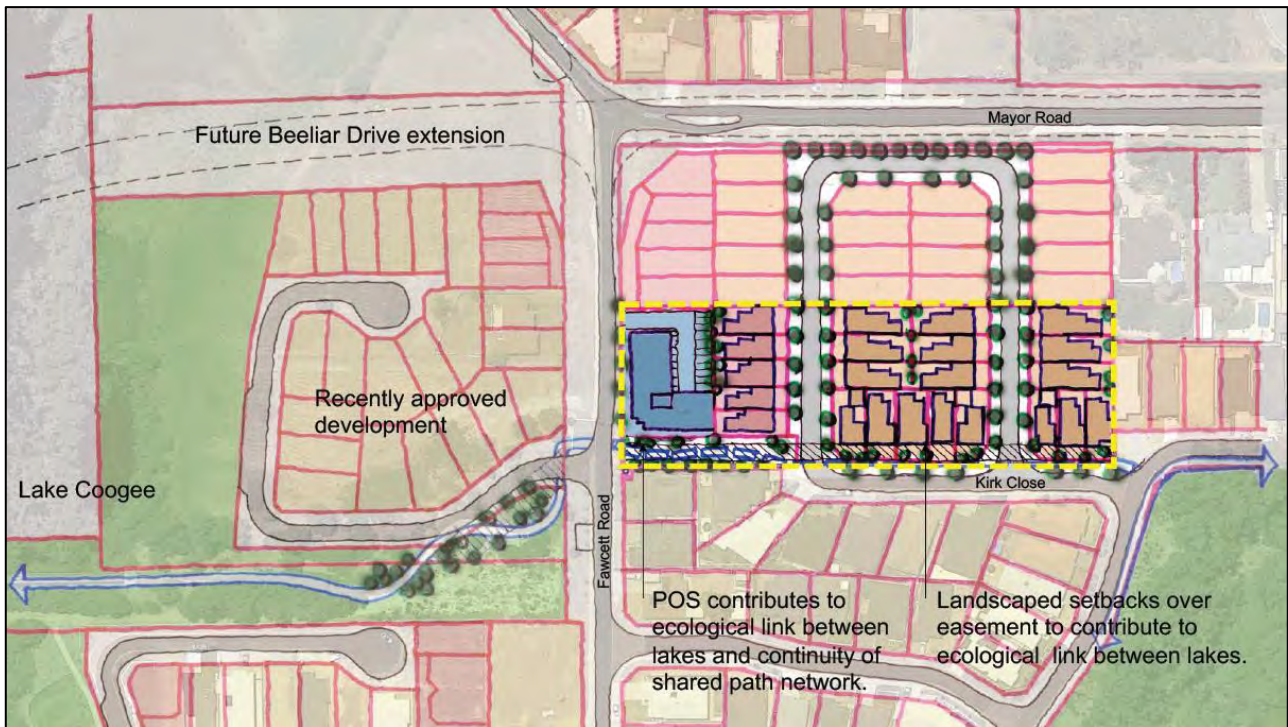 Mayor Road
Future Beeliar Drive extension
Recently approved
development
Lake Coogee
Kirk Close
Fawcett Road
POS contributes to
ecological link between
lakes and continuity of
shared path network.
Landscaped setbacks over
easement to contribute to
ecological link between lakes.